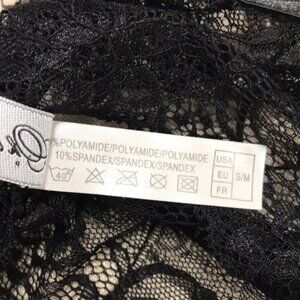 %POLYAMIDE/POLYAMIDE/POLYAMIDE
10%SPANDEX/SPANDEX/SPANDEX
40°
USA
EU
FR
S/M